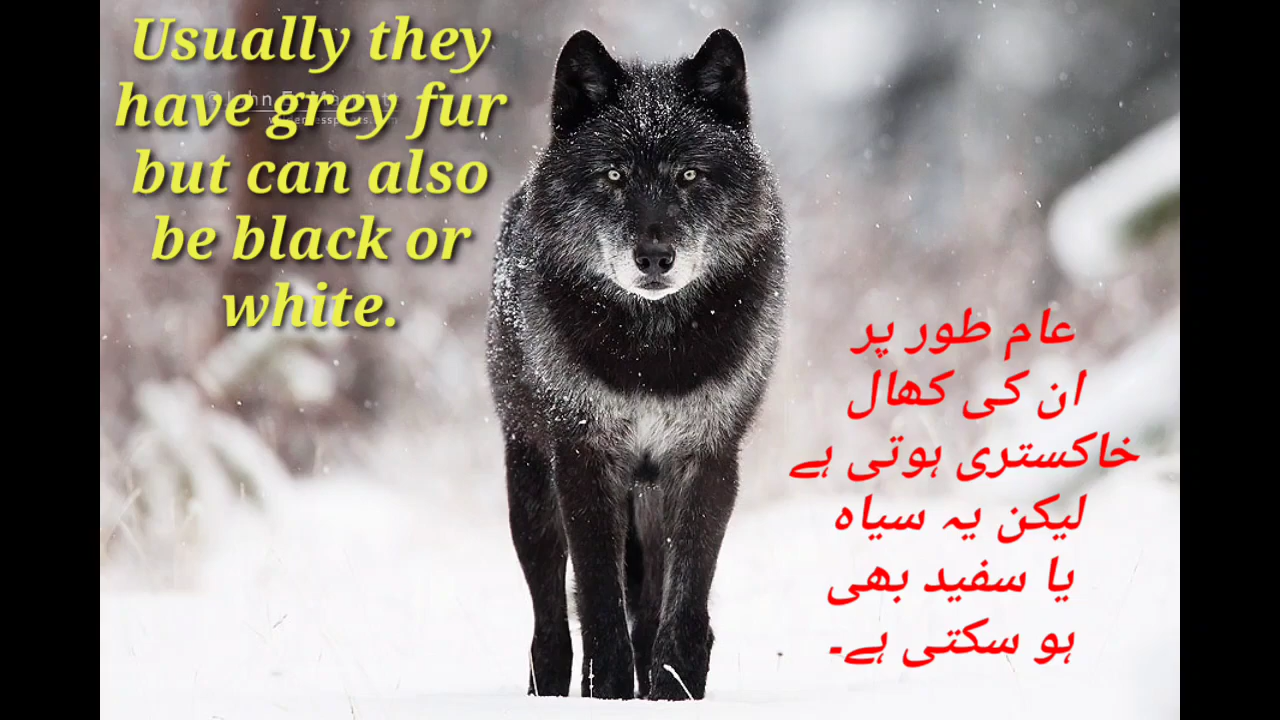 Usually they
have grey fur
but can also
be black or
white.
عام طور پر
ان کی کھال
خاکستری ہوتی ہے
لیکن یہ سیاہ
یا سفید بھی
ہو سکتی ہے۔